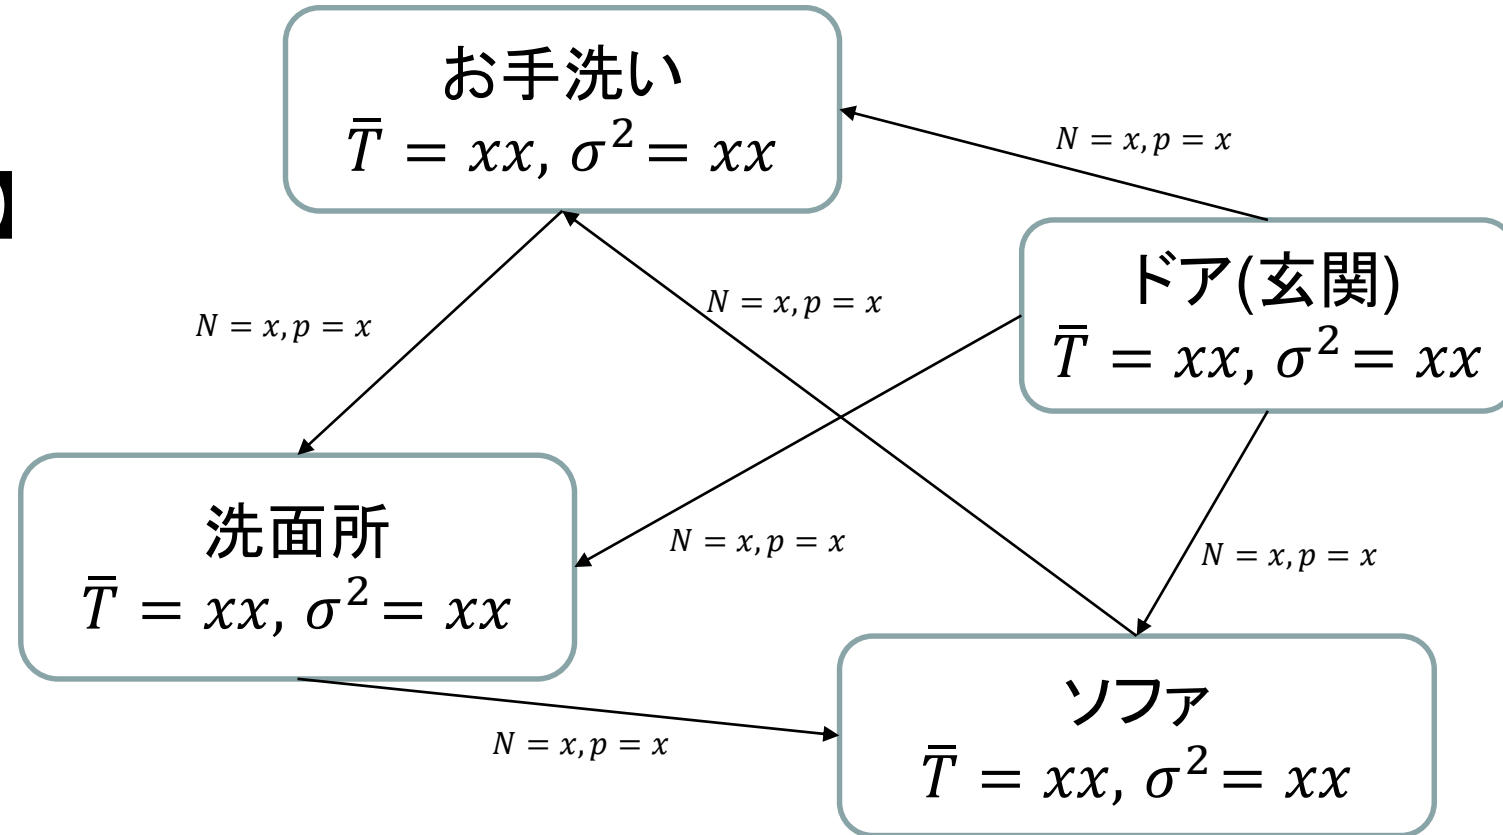 お手洗い
T̄ = xx, σ² = xx
N = x, p = x
】
ドア(玄関)
T̄ = xx, σ² = xx
N = x, p = x
N = x, p = x
洗面所
T̄ = xx, σ² = xx
N = x, p = x
N = x, p = x
ソファ
T̄ = xx, σ² = xx
N = x, p = x